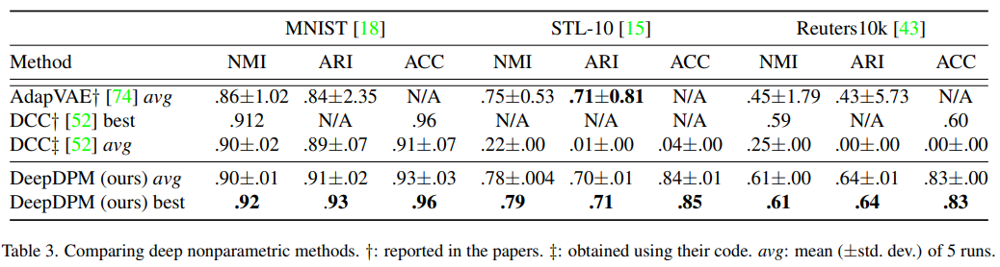 MNIST [18] STL-10 [15] Reuters10k [43]
Method NMI ARI ACC NMI ARI ACC NMI ARI ACC
AdapVAE† [74] avg .86±1.02 .84±2.35 N/A .75±0.53 .71±0.81 N/A .45±1.79 .43±5.73 N/A
DCC† [52] best .912 N/A .96 N/A N/A N/A .59 N/A .60
DCC‡ [52] avg .90±.02 .89±.07 .91±.07 .22±.00 .01±.00 .04±.00 .25±.00 .00±.00 .00±.00
DeepDPM (ours) avg .90±.01 .91±.02 .93±.03 .78±.004 .70±.01 .84±.01 .61±.00 .64±.01 .83±.00
DeepDPM (ours) best .92 .93 .96 .79 .71 .85 .61 .64 .83
Table 3. Comparing deep nonparametric methods. †: reported in the papers. ‡: obtained using their code. avg: mean (±std. dev.) of 5 runs.